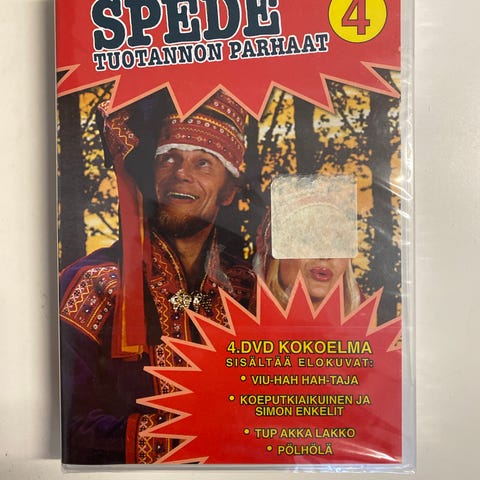 SPEDE
4
TUOTANNON PARHAAT
4.DVD KOKOELMA
SISÄLTÄÄ ELOKUVAT:
• VIU-HAH HAH-TAJA
• KOEPUTKIAIKUINEN JA
SIMON ENKELIT
• TUP AKKA LAKKO
• PÖLHÖLÄ